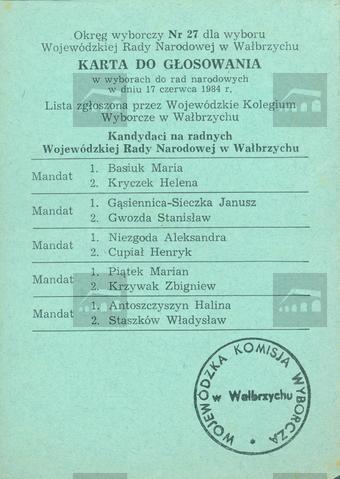 Okręg wyborczy Nr 27 dla wyboru
Wojewódzkiej Rady Narodowej w Wałbrzychu
KARTA DO GŁOSOWANIA
w wyborach do rad narodowych
w dniu 17 czerwca 1984 r,
Lista zgłoszona przez Wojewódzkie Kolegium
Wyborcze w Wałbrzychu
Kandydaci na radnych
Wojewódzkiej Rady Narodowej w Wałbrzychu
Mandat 1. Basiuk Maria
2. Kryczek Helena
Mandat 1. Gąsiennica-Sieczka Janusz
2. Gwozda Stanisław
Mandat 1. Niezgoda Aleksandra
2. Cupiał Henryk
Mandat 1. Piątek Marian
2. Krzywak Zbigniew
Mandat 1. Antoszczyszyn Halina
2. Staszków Władysław
WOJEWÓDZKA KOMISJA WYBORCZA
w Wałbrzychu